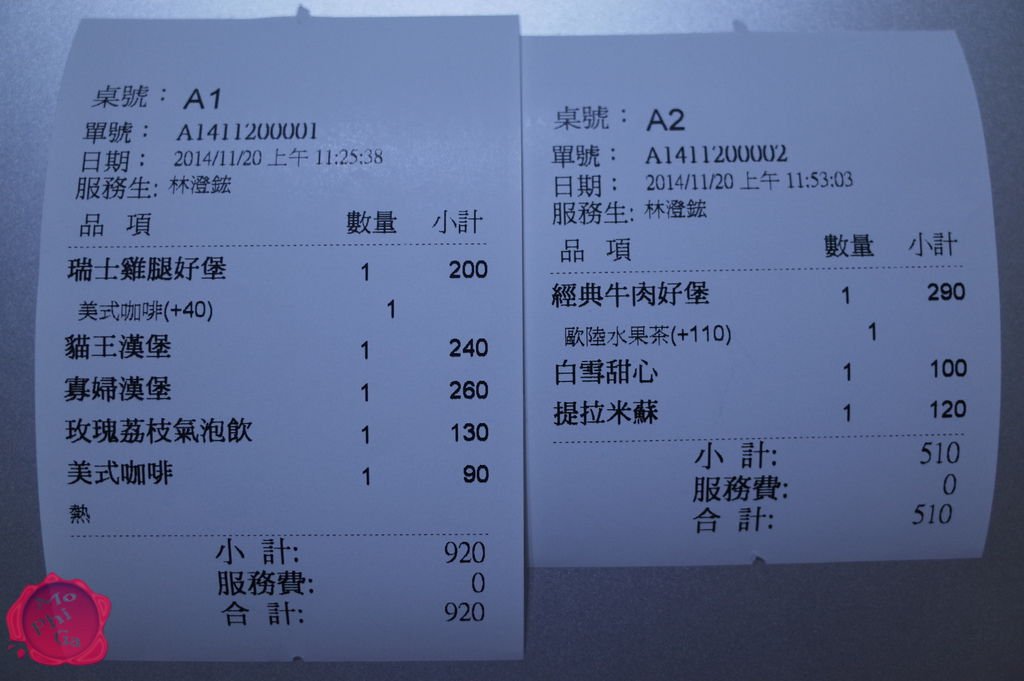 桌號： A1
單號： A1411200001
日期： 2014/11/20 上午 11:25:38
服務生: 林澄鋐
品 項 數量 小計
瑞士雞腿好堡 1 200
美式咖啡(+40) 1
貓王漢堡 1 240
寡婦漢堡 1 260
玫瑰荔枝氣泡飲 1 130
美式咖啡 1 90
熱
小 計: 920
服務費: 0
合 計: 920
桌號： A2
單號： A1411200002
日期： 2014/11/20 上午 11:53:03
服務生: 林澄鋐
品 項 數量 小計
經典牛肉好堡 1 290
歐陸水果茶(+110) 1
白雪甜心 1 100
提拉米蘇 1 120
小 計: 510
服務費: 0
合 計: 510
Mo
Phi
Ga